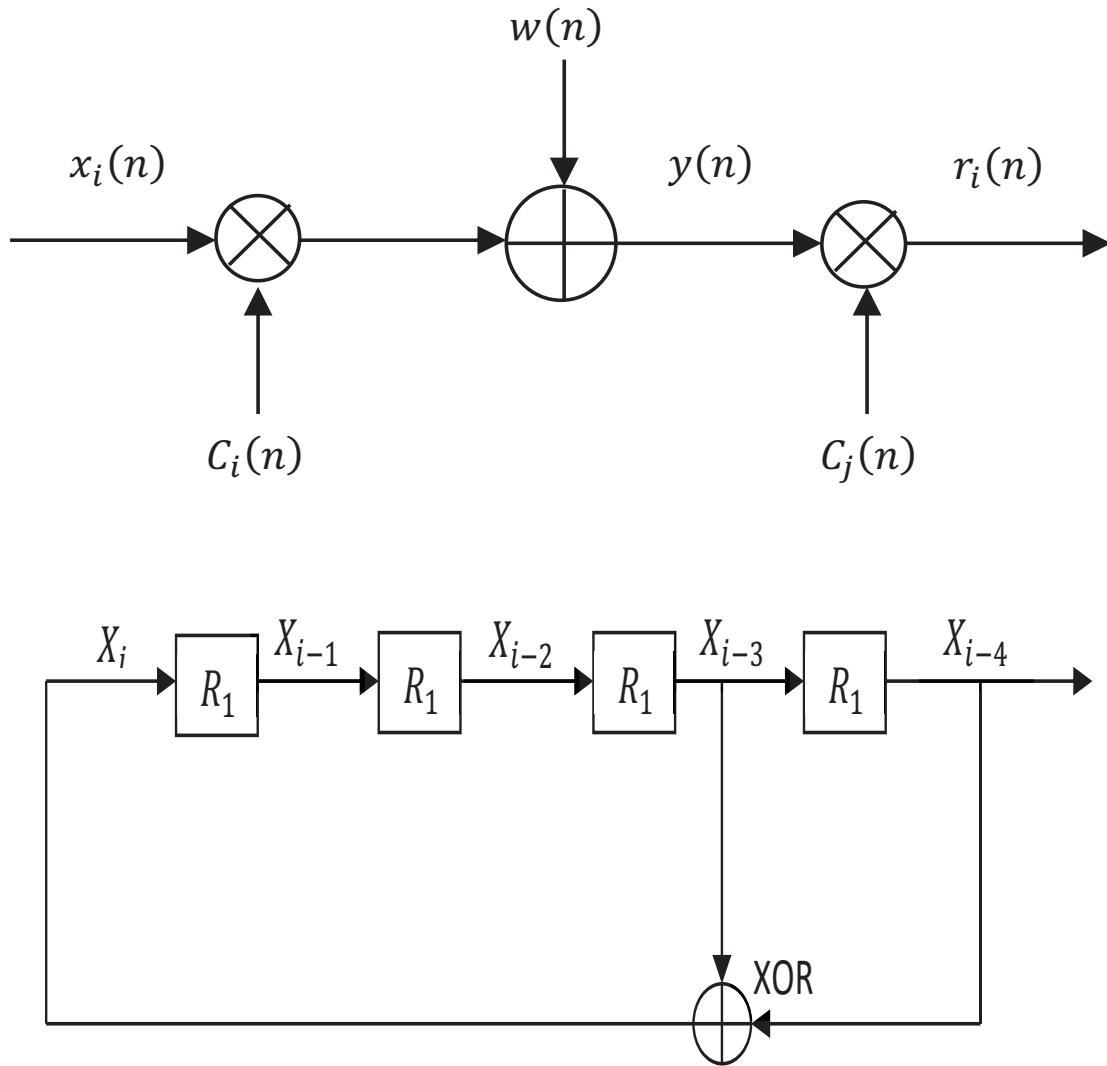 w(n)
x_i(n) y(n) r_i(n)
C_i(n) C_j(n)
X_i X_{i-1} X_{i-2} X_{i-3} X_{i-4}
R_1 R_1 R_1 R_1
XOR